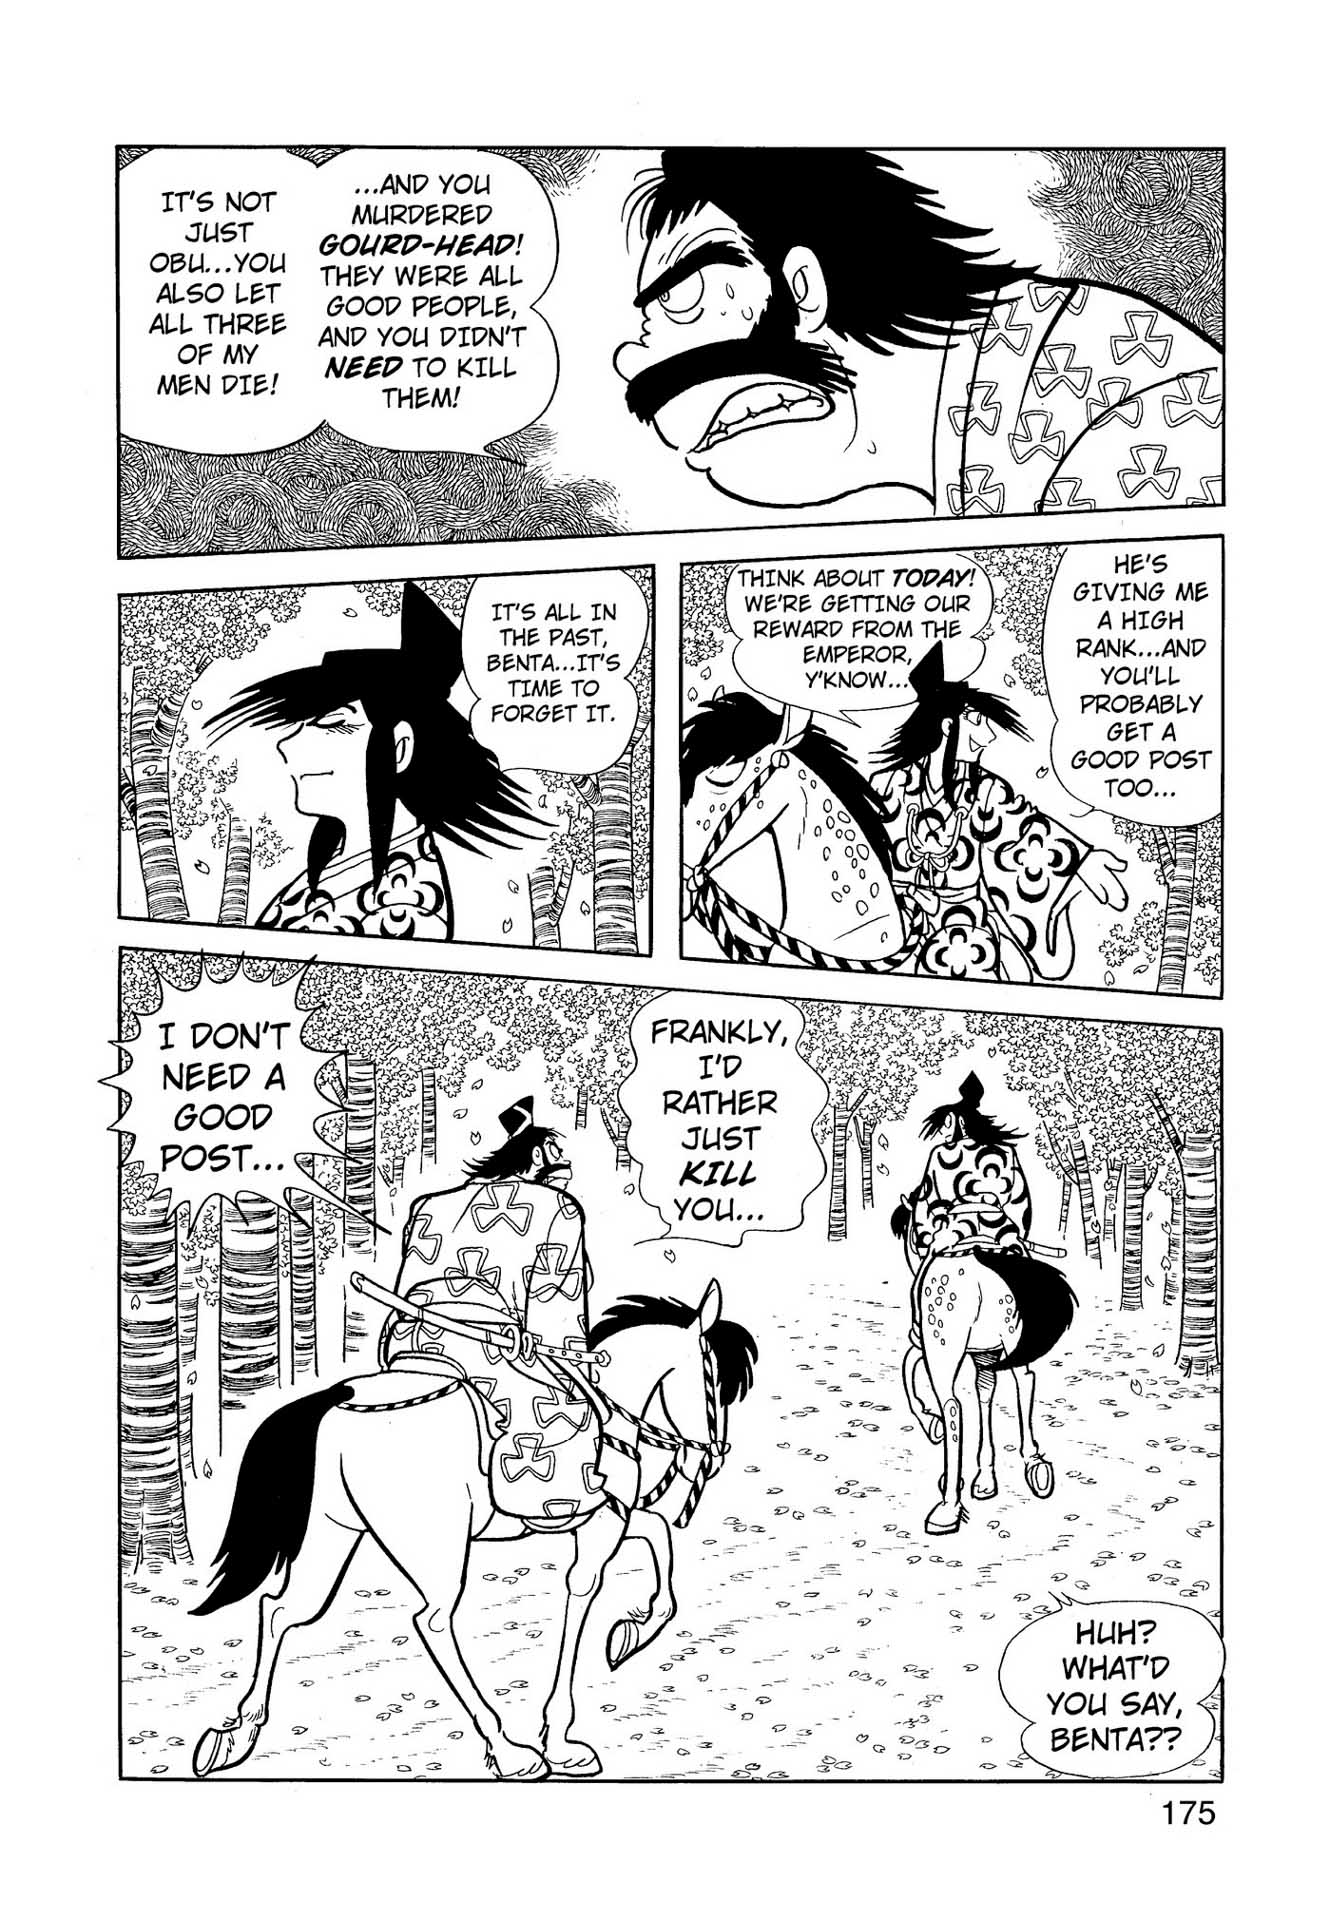 IT'S NOT
JUST
OBU...YOU
ALSO LET
ALL THREE
OF MY
MEN DIE!
...AND YOU
MURDERED
GOURD-HEAD!
THEY WERE ALL
GOOD PEOPLE,
AND YOU DIDN'T
NEED TO KILL
THEM!
IT'S ALL IN
THE PAST,
BENTA...IT'S
TIME TO
FORGET IT.
THINK ABOUT TODAY!
WE'RE GETTING OUR
REWARD FROM THE
EMPEROR,
Y'KNOW...
HE'S
GIVING ME
A HIGH
RANK...AND
YOU'LL
PROBABLY
GET A
GOOD POST
TOO...
I DON'T
NEED A
GOOD
POST...
FRANKLY,
I'D
RATHER
JUST
KILL
YOU...
HUH?
WHAT'D
YOU SAY,
BENTA??
175